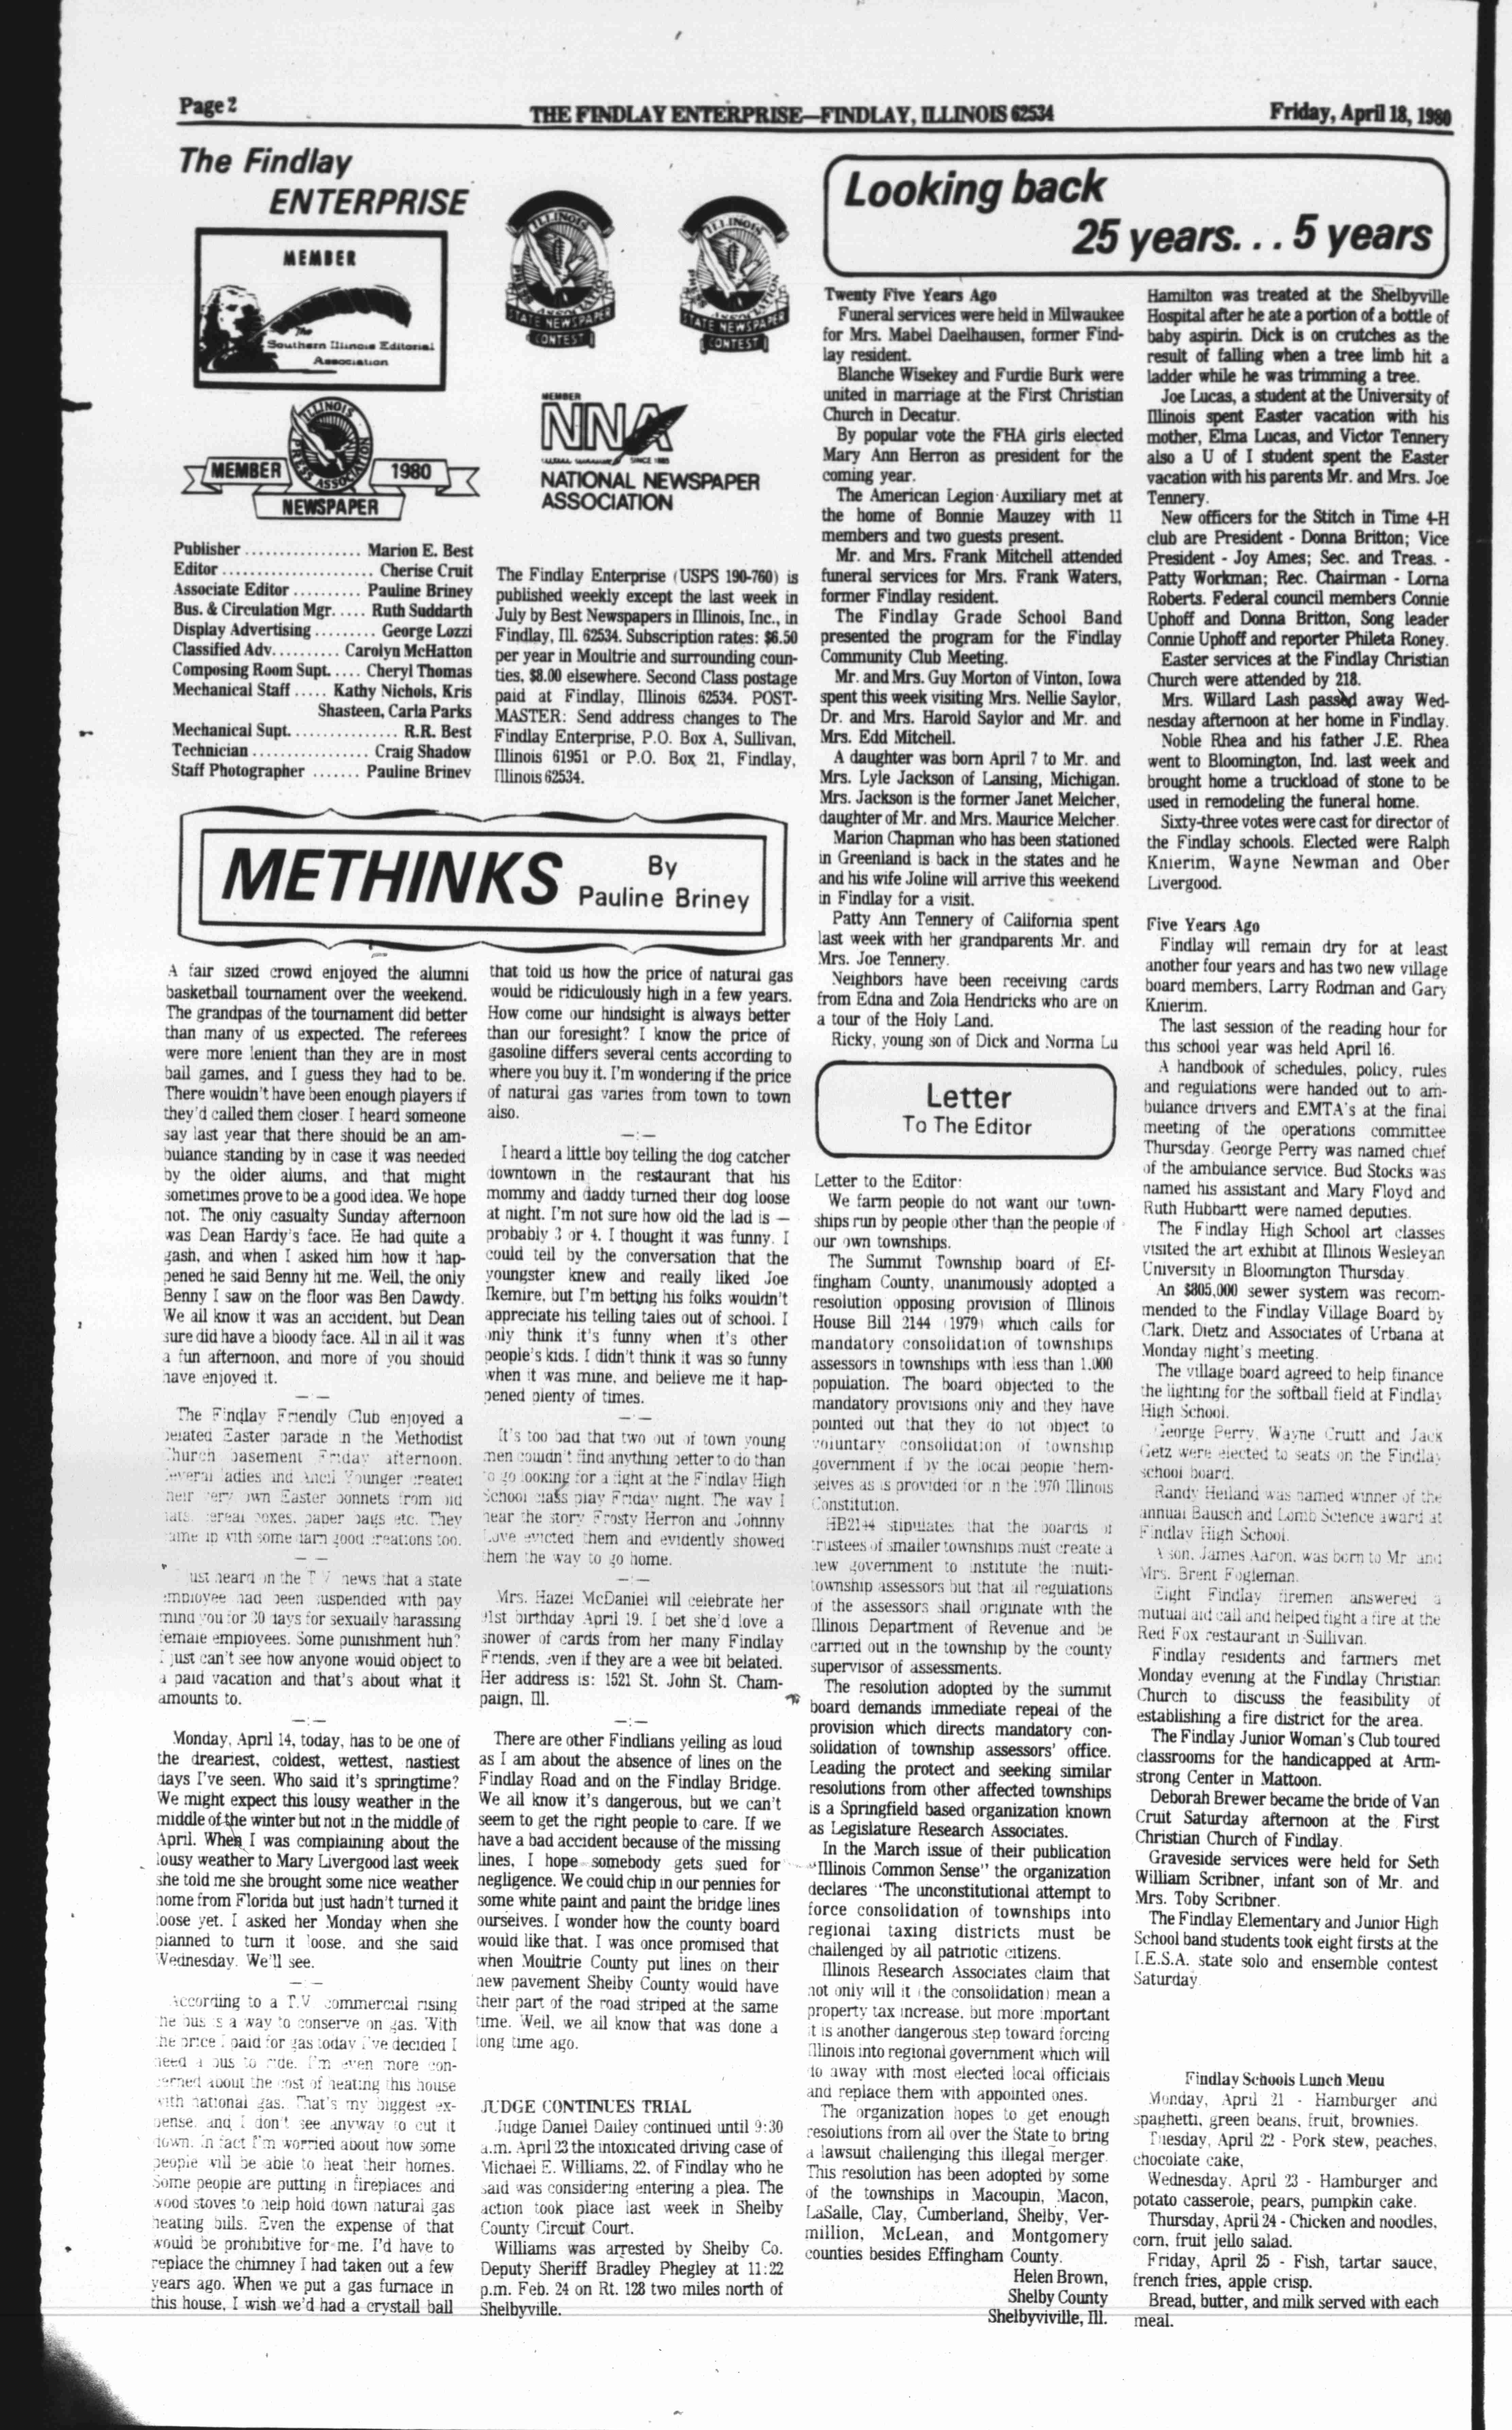 Page 2
THE FINDLAY ENTERPRISE—FINDLAY, ILLINOIS 62534
Friday, April 18, 1980
The Findlay
ENTERPRISE
MEMBER
The
Southern Illinois Editorial
Association
ILLINOIS
PRESS ASSOCIATION
MEMBER
1980
NEWSPAPER
ILLINOIS
PRESS ASSOCIATION
STATE NEWSPAPER
CONTEST
ILLINOIS
PRESS ASSOCIATION
STATE NEWSPAPER
CONTEST
MEMBER
NNA
SINCE 1885
NATIONAL NEWSPAPER
ASSOCIATION
Publisher ................ Marion E. Best
Editor ..................... Cherise Cruit
Associate Editor .......... Pauline Briney
Bus. & Circulation Mgr. .... Ruth Suddarth
Display Advertising ......... George Lozzi
Classified Adv. ......... Carolyn McHatton
Composing Room Supt. .... Cheryl Thomas
Mechanical Staff ..... Kathy Nichols, Kris
Shasteen, Carla Parks
Mechanical Supt. ............... R.R. Best
Technician ................ Craig Shadow
Staff Photographer ....... Pauline Briney
The Findlay Enterprise (USPS 190-760) is
published weekly except the last week in
July by Best Newspapers in Illinois, Inc., in
Findlay, Ill. 62534. Subscription rates: $6.50
per year in Moultrie and surrounding coun-
ties, $8.00 elsewhere. Second Class postage
paid at Findlay, Illinois 62534. POST-
MASTER: Send address changes to The
Findlay Enterprise, P.O. Box A, Sullivan,
Illinois 61951 or P.O. Box 21, Findlay,
Illinois 62534.
METHINKS
By
Pauline Briney
A fair sized crowd enjoyed the alumni
basketball tournament over the weekend.
The grandpas of the tournament did better
than many of us expected. The referees
were more lenient than they are in most
ball games, and I guess they had to be.
There wouldn't have been enough players if
they'd called them closer. I heard someone
say last year that there should be an am-
bulance standing by in case it was needed
by the older alums, and that might
sometimes prove to be a good idea. We hope
not. The only casualty Sunday afternoon
was Dean Hardy's face. He had quite a
gash, and when I asked him how it hap-
pened he said Benny hit me. Well, the only
Benny I saw on the floor was Ben Dawdy.
We all know it was an accident, but Dean
sure did have a bloody face. All in all it was
a fun afternoon, and more of you should
have enjoyed it.
—:—
The Findlay Friendly Club enjoyed a
belated Easter parade in the Methodist
Church basement Friday afternoon.
Several ladies and Ancil Younger created
their very own Easter bonnets from old
hats, cereal boxes, paper bags etc. They
came up with some darn good creations too.
—:—
I just heard on the T.V. news that a state
employee had been suspended with pay
mind you for 30 days for sexually harassing
female employees. Some punishment huh?
I just can't see how anyone would object to
a paid vacation and that's about what it
amounts to.
—:—
Monday, April 14, today, has to be one of
the dreariest, coldest, wettest, nastiest
days I've seen. Who said it's springtime?
We might expect this lousy weather in the
middle of the winter but not in the middle of
April. When I was complaining about the
lousy weather to Mary Livergood last week
she told me she brought some nice weather
home from Florida but just hadn't turned it
loose yet. I asked her Monday when she
planned to turn it loose, and she said
Wednesday. We'll see.
—:—
According to a T.V. commercial rising
the bus is a way to conserve on gas. With
the price I paid for gas today I've decided I
need a bus to ride. I'm even more con-
cerned about the cost of heating this house
with national gas. That's my biggest ex-
pense, and I don't see anyway to cut it
down. In fact I'm worried about how some
people will be able to heat their homes.
Some people are putting in fireplaces and
wood stoves to help hold down natural gas
heating bills. Even the expense of that
would be prohibitive for me. I'd have to
replace the chimney I had taken out a few
years ago. When we put a gas furnace in
this house, I wish we'd had a crystall ball
that told us how the price of natural gas
would be ridiculously high in a few years.
How come our hindsight is always better
than our foresight? I know the price of
gasoline differs several cents according to
where you buy it. I'm wondering if the price
of natural gas varies from town to town
also.
—:—
I heard a little boy telling the dog catcher
downtown in the restaurant that his
mommy and daddy turned their dog loose
at night. I'm not sure how old the lad is —
probably 3 or 4. I thought it was funny. I
could tell by the conversation that the
youngster knew and really liked Joe
Ikemire, but I'm betting his folks wouldn't
appreciate his telling tales out of school. I
only think it's funny when it's other
people's kids. I didn't think it was so funny
when it was mine, and believe me it hap-
pened plenty of times.
—:—
It's too bad that two out of town young
men couldn't find anything better to do than
to go looking for a fight at the Findlay High
School class play Friday night. The way I
hear the story Frosty Herron and Johnny
Love evicted them and evidently showed
them the way to go home.
—:—
Mrs. Hazel McDaniel will celebrate her
91st birthday April 19. I bet she'd love a
shower of cards from her many Findlay
Friends, even if they are a wee bit belated.
Her address is: 1521 St. John St. Cham-
paign, Ill.
—:—
There are other Findlians yelling as loud
as I am about the absence of lines on the
Findlay Road and on the Findlay Bridge.
We all know it's dangerous, but we can't
seem to get the right people to care. If we
have a bad accident because of the missing
lines, I hope somebody gets sued for
negligence. We could chip in our pennies for
some white paint and paint the bridge lines
ourselves. I wonder how the county board
would like that. I was once promised that
when Moultrie County put lines on their
new pavement Shelby County would have
their part of the road striped at the same
time. Well, we all know that was done a
long time ago.
JUDGE CONTINUES TRIAL
Judge Daniel Dailey continued until 9:30
a.m. April 23 the intoxicated driving case of
Michael E. Williams, 22, of Findlay who he
said was considering entering a plea. The
action took place last week in Shelby
County Circuit Court.
Williams was arrested by Shelby Co.
Deputy Sheriff Bradley Phegley at 11:22
p.m. Feb. 24 on Rt. 128 two miles north of
Shelbyville.
Looking back
25 years. . . 5 years
Twenty Five Years Ago
Funeral services were held in Milwaukee
for Mrs. Mabel Daelhausen, former Find-
lay resident.
Blanche Wisekey and Furdie Burk were
united in marriage at the First Christian
Church in Decatur.
By popular vote the FHA girls elected
Mary Ann Herron as president for the
coming year.
The American Legion Auxiliary met at
the home of Bonnie Mauzey with 11
members and two guests present.
Mr. and Mrs. Frank Mitchell attended
funeral services for Mrs. Frank Waters,
former Findlay resident.
The Findlay Grade School Band
presented the program for the Findlay
Community Club Meeting.
Mr. and Mrs. Guy Morton of Vinton, Iowa
spent this week visiting Mrs. Nellie Saylor,
Dr. and Mrs. Harold Saylor and Mr. and
Mrs. Edd Mitchell.
A daughter was born April 7 to Mr. and
Mrs. Lyle Jackson of Lansing, Michigan.
Mrs. Jackson is the former Janet Melcher,
daughter of Mr. and Mrs. Maurice Melcher.
Marion Chapman who has been stationed
in Greenland is back in the states and he
and his wife Joline will arrive this weekend
in Findlay for a visit.
Patty Ann Tennery of California spent
last week with her grandparents Mr. and
Mrs. Joe Tennery.
Neighbors have been receiving cards
from Edna and Zola Hendricks who are on
a tour of the Holy Land.
Ricky, young son of Dick and Norma Lu
Hamilton was treated at the Shelbyville
Hospital after he ate a portion of a bottle of
baby aspirin. Dick is on crutches as the
result of falling when a tree limb hit a
ladder while he was trimming a tree.
Joe Lucas, a student at the University of
Illinois spent Easter vacation with his
mother, Elma Lucas, and Victor Tennery
also a U of I student spent the Easter
vacation with his parents Mr. and Mrs. Joe
Tennery.
New officers for the Stitch in Time 4-H
club are President - Donna Britton; Vice
President - Joy Ames; Sec. and Treas. -
Patty Workman; Rec. Chairman - Lorna
Roberts. Federal council members Connie
Uphoff and Donna Britton, Song leader
Connie Uphoff and reporter Phileta Roney.
Easter services at the Findlay Christian
Church were attended by 218.
Mrs. Willard Lash passed away Wed-
nesday afternoon at her home in Findlay.
Noble Rhea and his father J.E. Rhea
went to Bloomington, Ind. last week and
brought home a truckload of stone to be
used in remodeling the funeral home.
Sixty-three votes were cast for director of
the Findlay schools. Elected were Ralph
Knierim, Wayne Newman and Ober
Livergood.
Five Years Ago
Findlay will remain dry for at least
another four years and has two new village
board members, Larry Rodman and Gary
Knierim.
The last session of the reading hour for
this school year was held April 16.
A handbook of schedules, policy, rules
and regulations were handed out to am-
bulance drivers and EMTA's at the final
meeting of the operations committee
Thursday. George Perry was named chief
of the ambulance service. Bud Stocks was
named his assistant and Mary Floyd and
Ruth Hubbartt were named deputies.
The Findlay High School art classes
visited the art exhibit at Illinois Wesleyan
University in Bloomington Thursday.
An $805,000 sewer system was recom-
mended to the Findlay Village Board by
Clark, Dietz and Associates of Urbana at
Monday night's meeting.
The village board agreed to help finance
the lighting for the softball field at Findlay
High School.
George Perry, Wayne Cruitt and Jack
Getz were elected to seats on the Findlay
school board.
Randy Heiland was named winner of the
annual Bausch and Lomb Science award at
Findlay High School.
A son, James Aaron, was born to Mr. and
Mrs. Brent Fogleman.
Eight Findlay firemen answered a
mutual aid call and helped fight a fire at the
Red Fox restaurant in Sullivan.
Findlay residents and farmers met
Monday evening at the Findlay Christian
Church to discuss the feasibility of
establishing a fire district for the area.
The Findlay Junior Woman's Club toured
classrooms for the handicapped at Arm-
strong Center in Mattoon.
Deborah Brewer became the bride of Van
Cruit Saturday afternoon at the First
Christian Church of Findlay.
Graveside services were held for Seth
William Scribner, infant son of Mr. and
Mrs. Toby Scribner.
The Findlay Elementary and Junior High
School band students took eight firsts at the
I.E.S.A. state solo and ensemble contest
Saturday.
Letter
To The Editor
Letter to the Editor:
We farm people do not want our town-
ships run by people other than the people of
our own townships.
The Summit Township board of Ef-
fingham County, unanimously adopted a
resolution opposing provision of Illinois
House Bill 2144 (1979) which calls for
mandatory consolidation of townships
assessors in townships with less than 1,000
population. The board objected to the
mandatory provisions only and they have
pointed out that they do not object to
voluntary consolidation of township
government if by the local people them-
selves as is provided for in the 1970 Illinois
Constitution.
HB2144 stipulates that the boards of
trustees of smaller townships must create a
new government to institute the multi-
township assessors but that all regulations
of the assessors shall originate with the
Illinois Department of Revenue and be
carried out in the township by the county
supervisor of assessments.
The resolution adopted by the summit
board demands immediate repeal of the
provision which directs mandatory con-
solidation of township assessors' office.
Leading the protect and seeking similar
resolutions from other affected townships
is a Springfield based organization known
as Legislature Research Associates.
In the March issue of their publication
"Illinois Common Sense" the organization
declares "The unconstitutional attempt to
force consolidation of townships into
regional taxing districts must be
challenged by all patriotic citizens.
Illinois Research Associates claim that
not only will it (the consolidation) mean a
property tax increase, but more important
it is another dangerous step toward forcing
Illinois into regional government which will
do away with most elected local officials
and replace them with appointed ones.
The organization hopes to get enough
resolutions from all over the State to bring
a lawsuit challenging this illegal merger.
This resolution has been adopted by some
of the townships in Macoupin, Macon,
LaSalle, Clay, Cumberland, Shelby, Ver-
million, McLean, and Montgomery
counties besides Effingham County.
Helen Brown,
Shelby County
Shelbyviville, Ill.
Findlay Schools Lunch Menu
Monday, April 21 - Hamburger and
spaghetti, green beans, fruit, brownies.
Tuesday, April 22 - Pork stew, peaches,
chocolate cake,
Wednesday, April 23 - Hamburger and
potato casserole, pears, pumpkin cake.
Thursday, April 24 - Chicken and noodles,
corn, fruit jello salad.
Friday, April 25 - Fish, tartar sauce,
french fries, apple crisp.
Bread, butter, and milk served with each
meal.